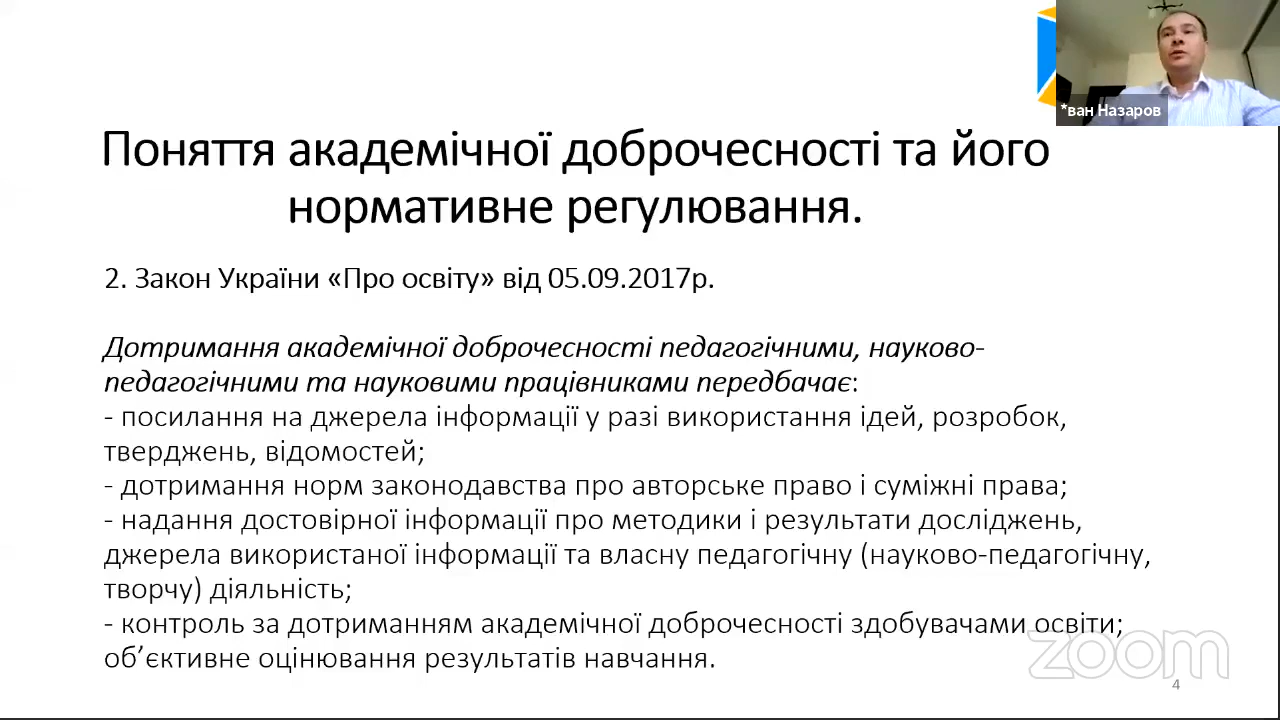 *ван Назаров
Поняття академічної доброчесності та його
нормативне регулювання.
2. Закон України «Про освіту» від 05.09.2017р.
Дотримання академічної доброчесності педагогічними, науково-
педагогічними та науковими працівниками передбачає:
- посилання на джерела інформації у разі використання ідей, розробок,
тверджень, відомостей;
- дотримання норм законодавства про авторське право і суміжні права;
- надання достовірної інформації про методики і результати досліджень,
джерела використаної інформації та власну педагогічну (науково-педагогічну,
творчу) діяльність;
- контроль за дотриманням академічної доброчесності здобувачами освіти;
об’єктивне оцінювання результатів навчання.
zoom
4